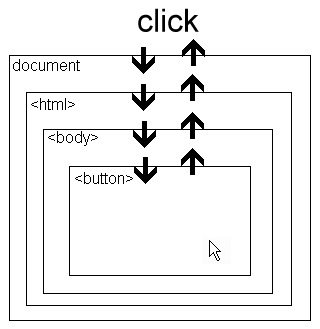 click
document
<html>
<body>
<button>